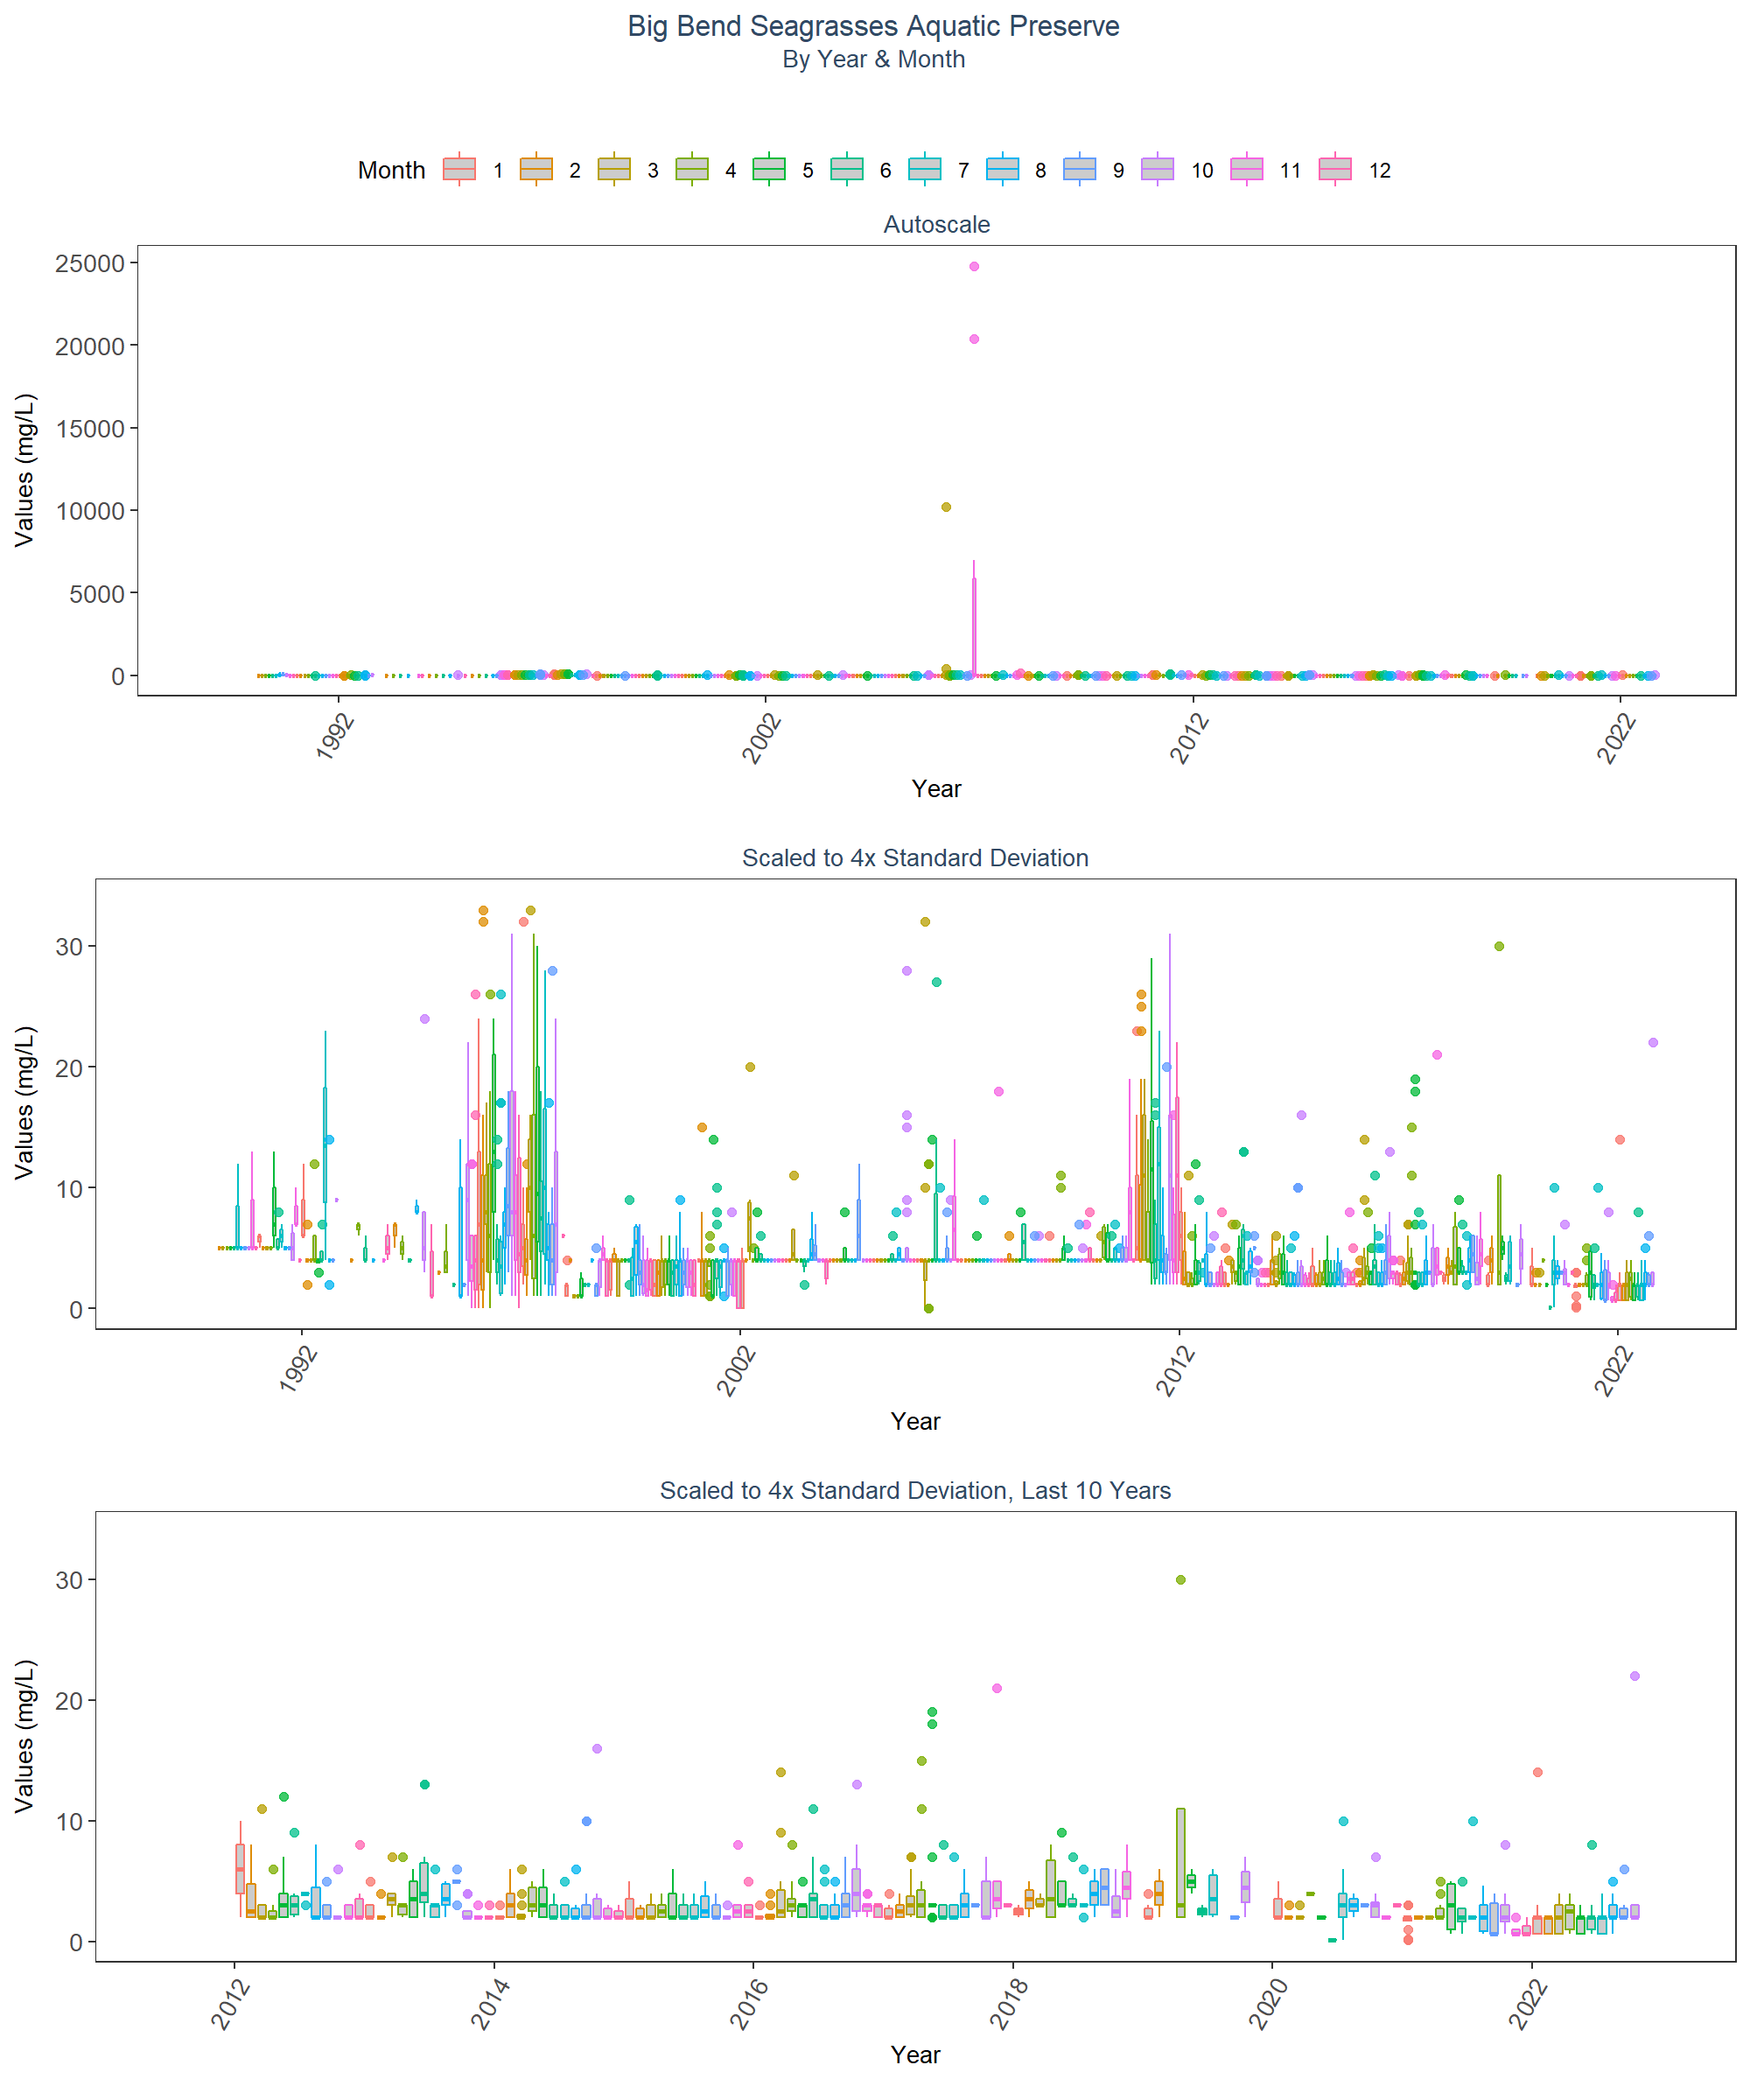 Big Bend Seagrasses Aquatic Preserve
By Year & Month
Month 1 2 3 4 5 6 7 8 9 10 11 12
Autoscale
Values (mg/L)
25000
20000
15000
10000
5000
0
1992 2002 2012 2022
Year
Scaled to 4x Standard Deviation
Values (mg/L)
30
20
10
0
1992 2002 2012 2022
Year
Scaled to 4x Standard Deviation, Last 10 Years
Values (mg/L)
30
20
10
0
2012 2014 2016 2018 2020 2022
Year